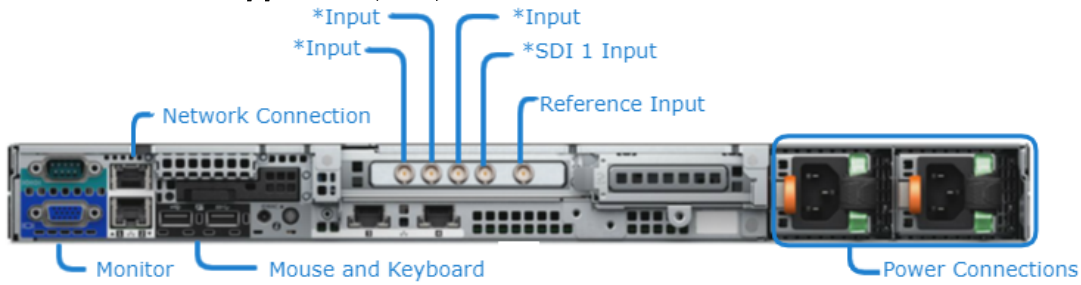 *Input
*Input
*Input
*SDI 1 Input
Reference Input
Network Connection
Monitor
Mouse and Keyboard
Power Connections